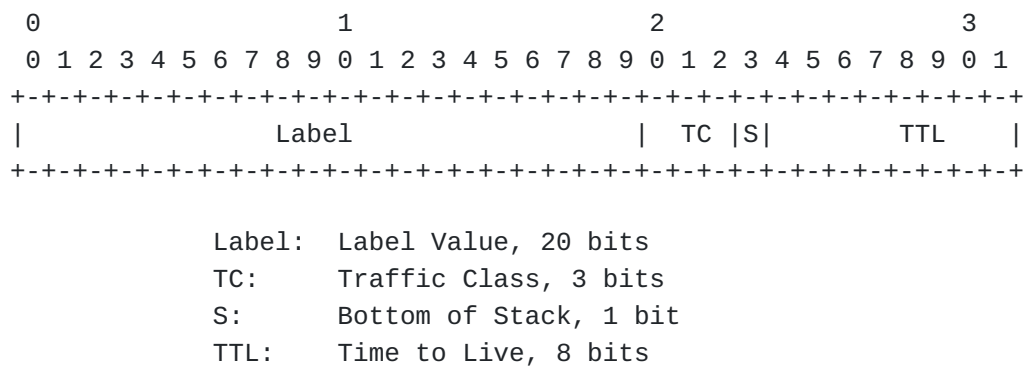 0                   1                   2                   3
 0 1 2 3 4 5 6 7 8 9 0 1 2 3 4 5 6 7 8 9 0 1 2 3 4 5 6 7 8 9 0 1
+-+-+-+-+-+-+-+-+-+-+-+-+-+-+-+-+-+-+-+-+-+-+-+-+-+-+-+-+-+-+-+-+
|                Label                  |  TC |S|        TTL    |
+-+-+-+-+-+-+-+-+-+-+-+-+-+-+-+-+-+-+-+-+-+-+-+-+-+-+-+-+-+-+-+-+
             Label:  Label Value, 20 bits
             TC:     Traffic Class, 3 bits
             S:      Bottom of Stack, 1 bit
             TTL:    Time to Live, 8 bits